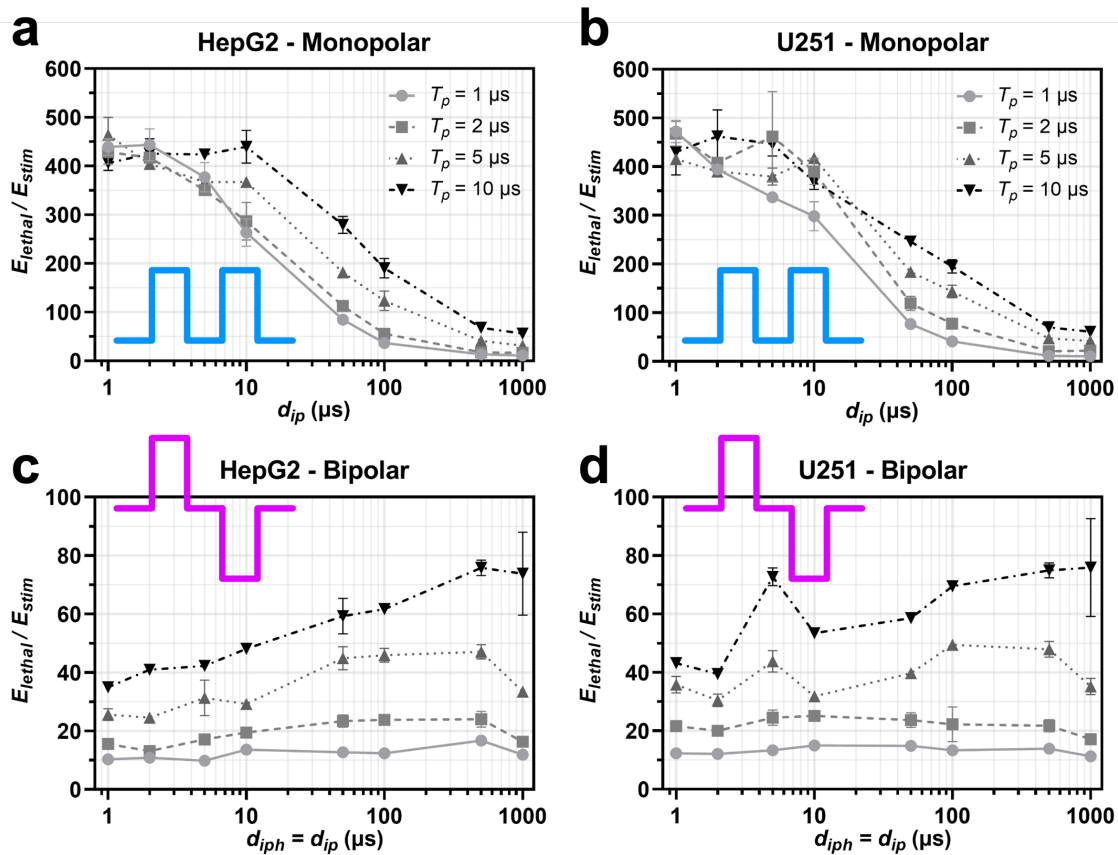 a
HepG2 - Monopolar
600
500
400
300
200
100
0
E_lethal / E_stim
T_p = 1 µs
T_p = 2 µs
T_p = 5 µs
T_p = 10 µs
1 10 100 1000
d_ip (µs)
b
U251 - Monopolar
600
500
400
300
200
100
0
E_lethal / E_stim
T_p = 1 µs
T_p = 2 µs
T_p = 5 µs
T_p = 10 µs
1 10 100 1000
d_ip (µs)
c
HepG2 - Bipolar
100
80
60
40
20
0
E_lethal / E_stim
1 10 100 1000
d_iph = d_ip (µs)
d
U251 - Bipolar
100
80
60
40
20
0
E_lethal / E_stim
1 10 100 1000
d_iph = d_ip (µs)